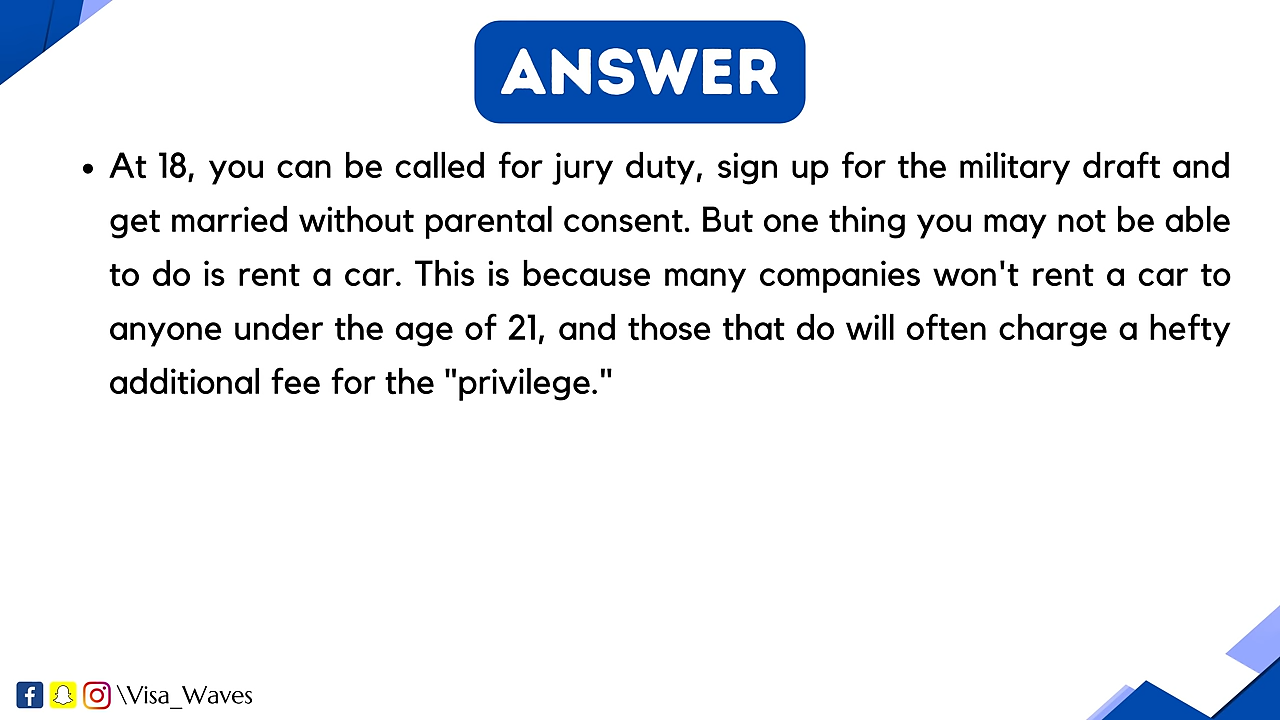 ANSWER
• At 18, you can be called for jury duty, sign up for the military draft and
get married without parental consent. But one thing you may not be able
to do is rent a car. This is because many companies won't rent a car to
anyone under the age of 21, and those that do will often charge a hefty
additional fee for the "privilege."
\Visa_Waves